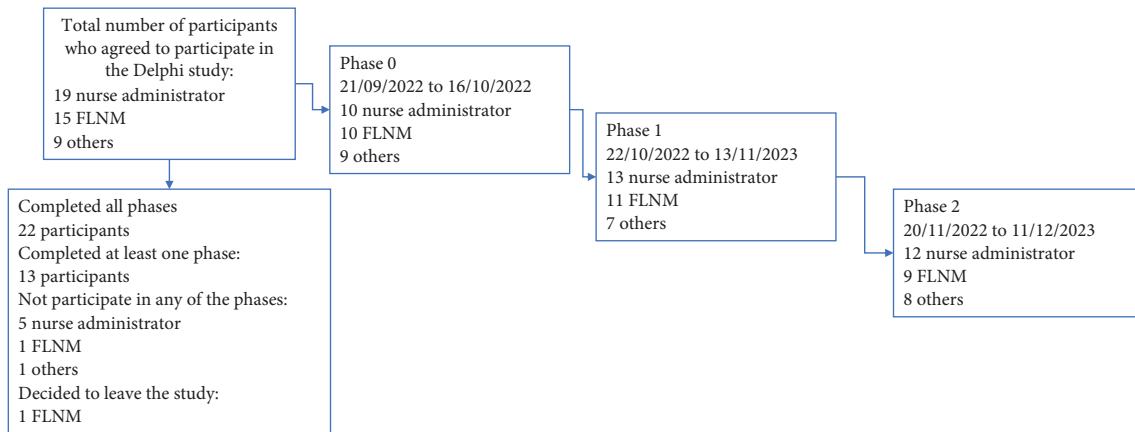 Total number of participants
who agreed to participate in
the Delphi study:
19 nurse administrator
15 FLNM
9 others
Phase 0
21/09/2022 to 16/10/2022
10 nurse administrator
10 FLNM
9 others
Phase 1
22/10/2022 to 13/11/2023
13 nurse administrator
11 FLNM
7 others
Phase 2
20/11/2022 to 11/12/2023
12 nurse administrator
9 FLNM
8 others
Completed all phases
22 participants
Completed at least one phase:
13 participants
Not participate in any of the phases:
5 nurse administrator
1 FLNM
1 others
Decided to leave the study:
1 FLNM